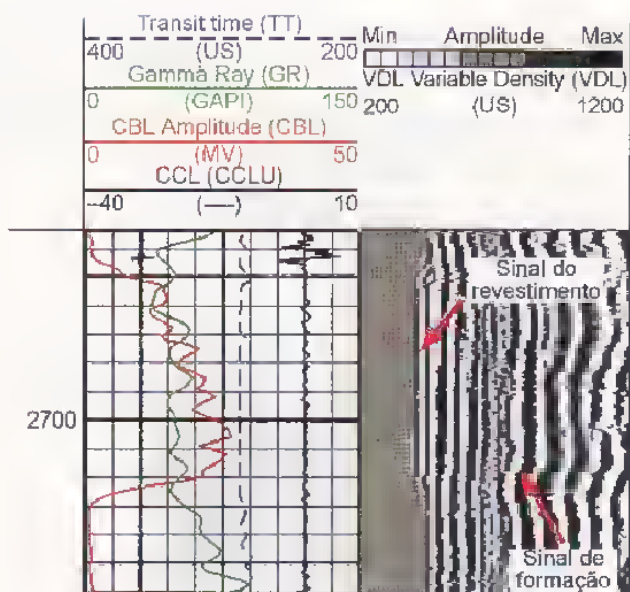 Transit time (TT)
400 (US) 200
Gamma Ray (GR)
0 (GAPI) 150
CBL Amplitude (CBL)
0 (MV) 50
CCL (CCLU)
–40 (—) 10
Min Amplitude Max
VDL Variable Density (VDL)
200 (US) 1200
Sinal do
revestimento
2700
Sinal de
formação